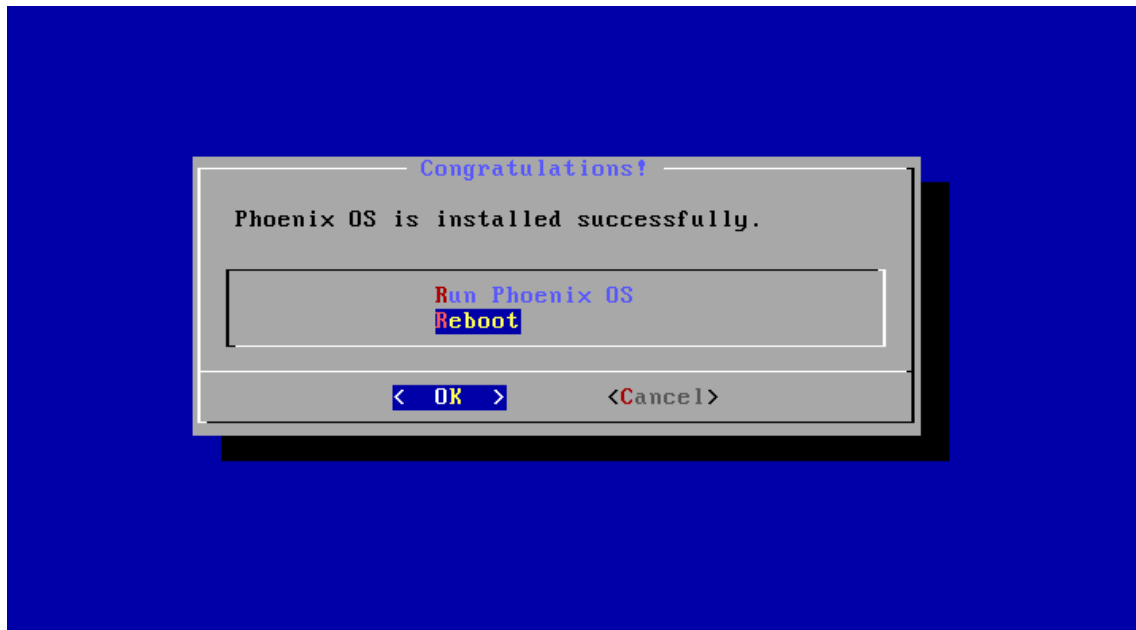 Congratulations!
Phoenix OS is installed successfully.
Run Phoenix OS
Reboot
< OK > <Cancel>